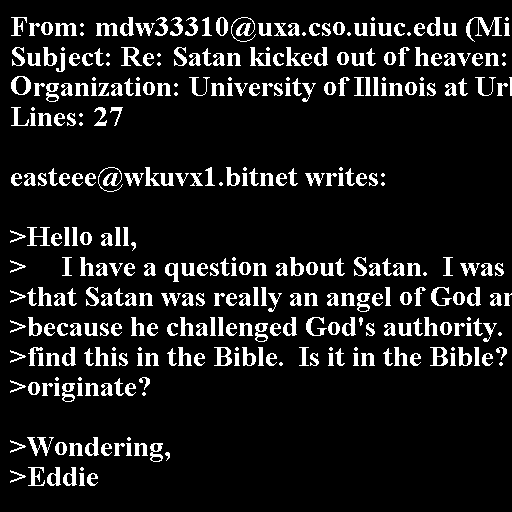 From: mdw33310@uxa.cso.uiuc.edu (Mi
Subject: Re: Satan kicked out of heaven:
Organization: University of Illinois at Ur
Lines: 27

easteee@wkuvx1.bitnet writes:

>Hello all,
>     I have a question about Satan.  I was
>that Satan was really an angel of God an
>because he challenged God's authority.
>find this in the Bible.  Is it in the Bible?
>originate?

>Wondering,
>Eddie